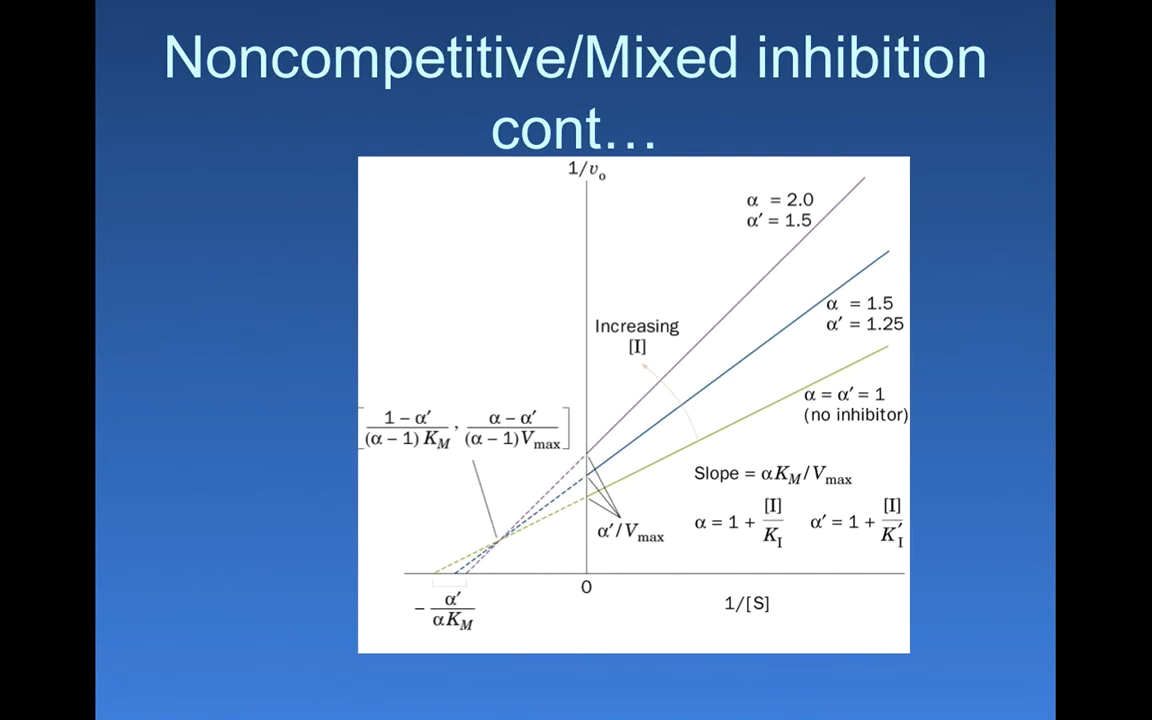 Noncompetitive/Mixed inhibition
cont…
1/vₒ
α = 2.0
α′ = 1.5
α = 1.5
α′ = 1.25
Increasing
[I]
α = α′ = 1
(no inhibitor)
[(1 − α′)/((α − 1) K_M), (α − α′)/((α − 1)V_max)]
Slope = αK_M/V_max
α = 1 + [I]/K_I α′ = 1 + [I]/K′_I
α′/V_max
0
1/[S]
− α′/(αK_M)